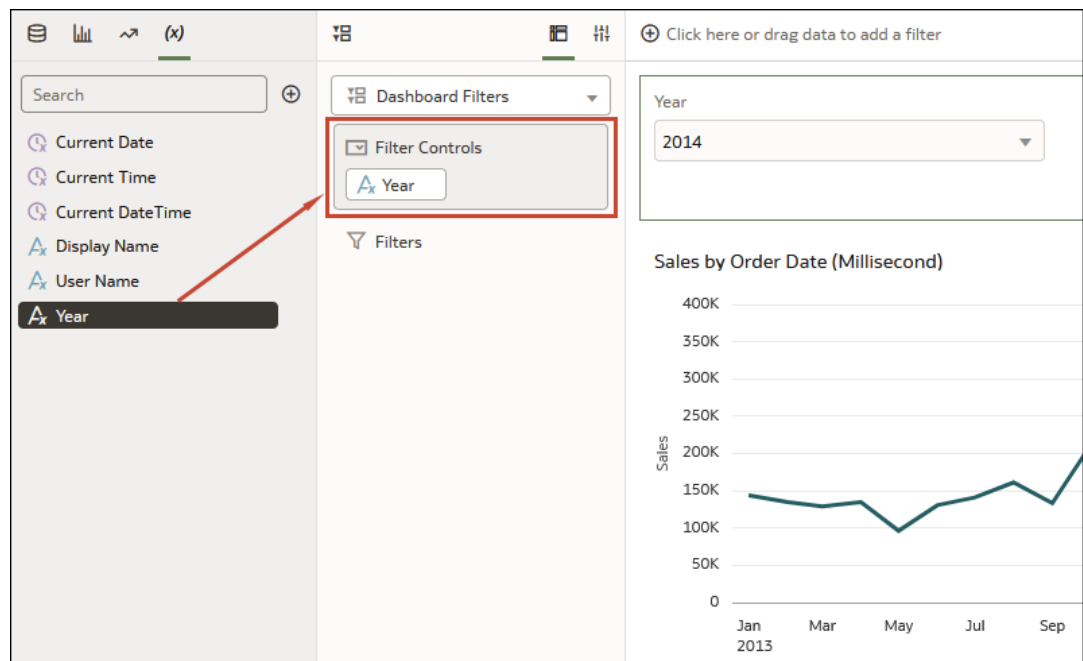 (x)
Click here or drag data to add a filter
Search
Current Date
Current Time
Current DateTime
Display Name
User Name
Year
Dashboard Filters
Filter Controls
Year
Filters
Year
2014
Sales by Order Date (Millisecond)
400K
350K
300K
250K
200K
150K
100K
50K
0
Sales
Jan Mar May Jul Sep
2013